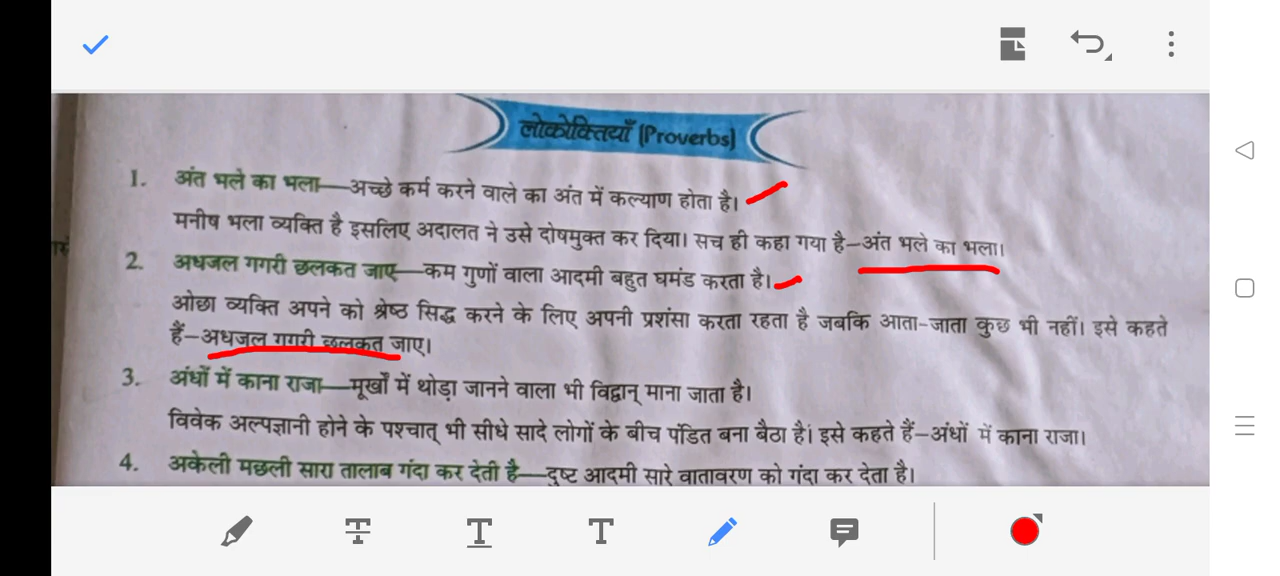 लोकोक्तियाँ (Proverbs)
1. अंत भले का भला—अच्छे कर्म करने वाले का अंत में कल्याण होता है।
मनीष भला व्यक्ति है इसलिए अदालत ने उसे दोषमुक्त कर दिया। सच ही कहा गया है–अंत भले का भला।
2. अधजल गगरी छलकत जाए—कम गुणों वाला आदमी बहुत घमंड करता है।
ओछा व्यक्ति अपने को श्रेष्ठ सिद्ध करने के लिए अपनी प्रशंसा करता रहता है जबकि आता-जाता कुछ भी नहीं। इसे कहते
हैं–अधजल गगरी छलकत जाए।
3. अंधों में काना राजा—मूर्खों में थोड़ा जानने वाला भी विद्वान् माना जाता है।
विवेक अल्पज्ञानी होने के पश्चात् भी सीधे सादे लोगों के बीच पंडित बना बैठा है। इसे कहते हैं–अंधों में काना राजा।
4. अकेली मछली सारा तालाब गंदा कर देती है—दुष्ट आदमी सारे वातावरण को गंदा कर देता है।